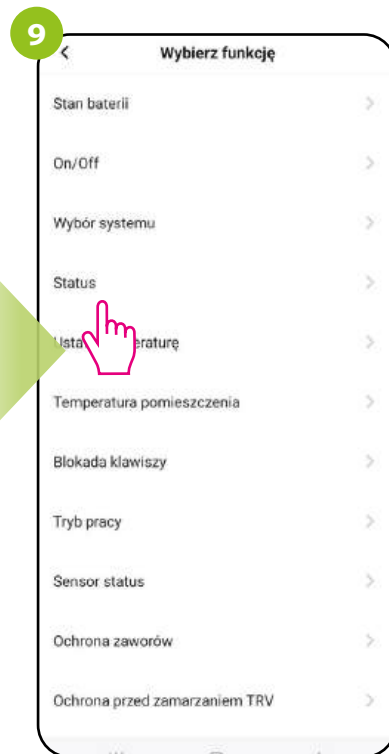 9
Wybierz funkcję
Stan baterii
On/Off
Wybór systemu
Status
Usta eraturę
Temperatura pomieszczenia
Blokada klawiszy
Tryb pracy
Sensor status
Ochrona zaworów
Ochrona przed zamarzaniem TRV